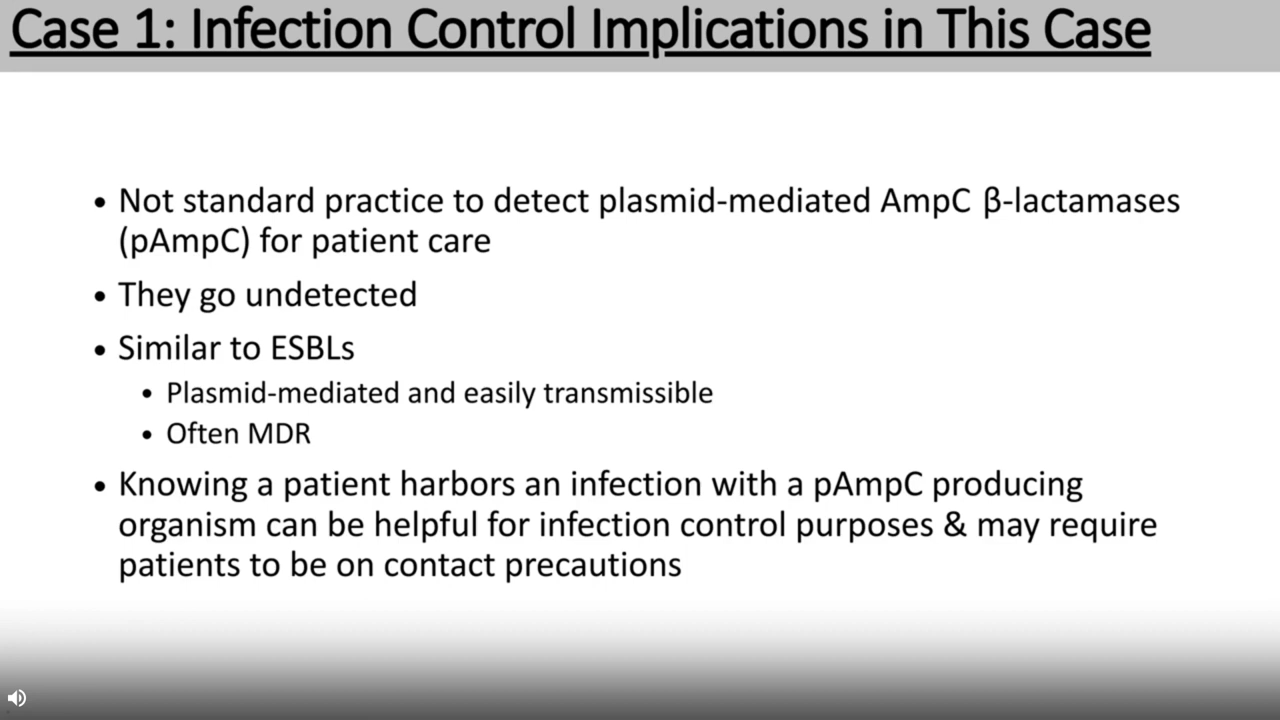 Case 1: Infection Control Implications in This Case
• Not standard practice to detect plasmid-mediated AmpC β-lactamases
(pAmpC) for patient care
• They go undetected
• Similar to ESBLs
• Plasmid-mediated and easily transmissible
• Often MDR
• Knowing a patient harbors an infection with a pAmpC producing
organism can be helpful for infection control purposes & may require
patients to be on contact precautions